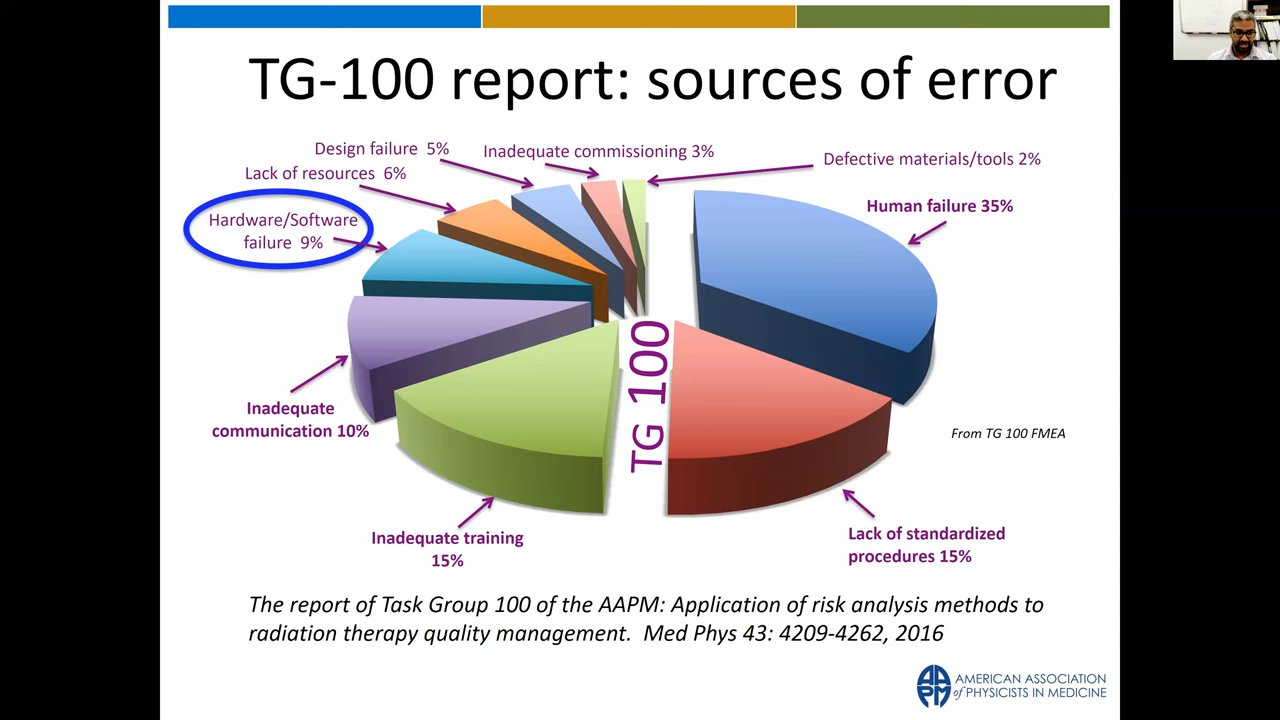 TG-100 report: sources of error
Design failure 5%
Inadequate commissioning 3%
Defective materials/tools 2%
Lack of resources 6%
Human failure 35%
Hardware/Software
failure 9%
TG 100
Inadequate
communication 10%
From TG 100 FMEA
Inadequate training
15%
Lack of standardized
procedures 15%
The report of Task Group 100 of the AAPM: Application of risk analysis methods to
radiation therapy quality management. Med Phys 43: 4209-4262, 2016
AAPM
AMERICAN ASSOCIATION
of PHYSICISTS IN MEDICINE